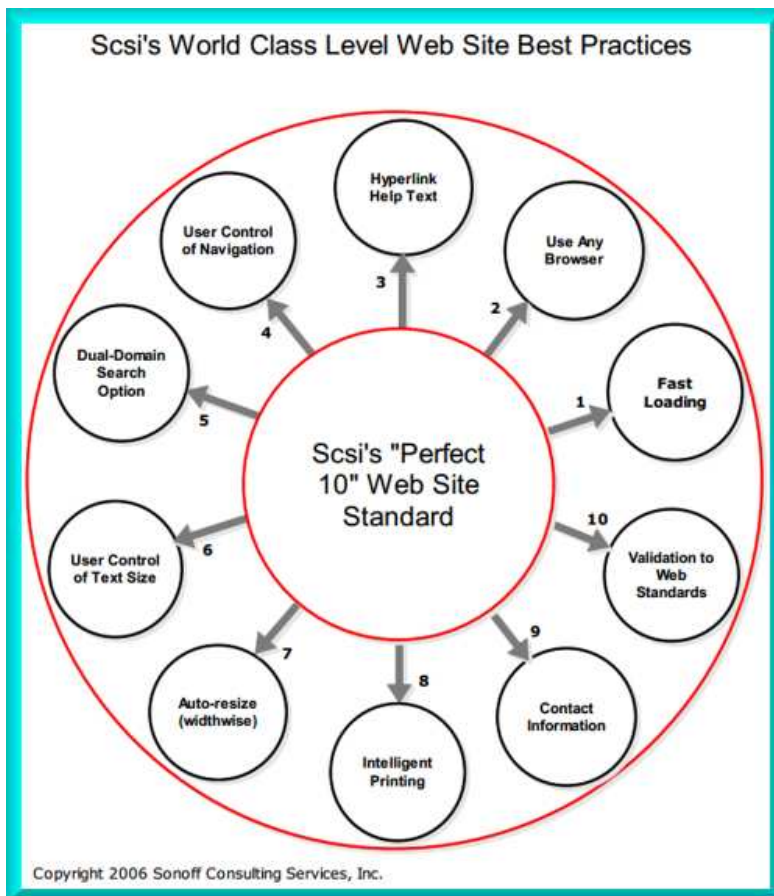 Scsi's World Class Level Web Site Best Practices
Hyperlink
Help Text
User Control
of Navigation
Use Any
Browser
3
2
4
Dual-Domain
Search
Option
Fast
Loading
1
5
Scsi's "Perfect
10" Web Site
Standard
10
6
User Control
of Text Size
Validation to
Web
Standards
7
9
8
Auto-resize
(widthwise)
Contact
Information
Intelligent
Printing
Copyright 2006 Sonoff Consulting Services, Inc.